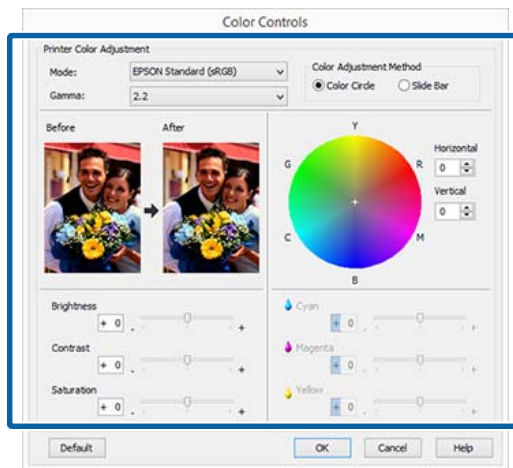 Color Controls
Printer Color Adjustment
Mode: EPSON Standard (sRGB)
Gamma: 2.2
Color Adjustment Method
Color Circle Slide Bar
Before After
Y
G R
C M
B
Horizontal
0
Vertical
0
Brightness
+ 0 - +
Contrast
+ 0 - +
Saturation
+ 0 - +
Cyan
+ 0 - +
Magenta
+ 0 - +
Yellow
+ 0 - +
Default OK Cancel Help